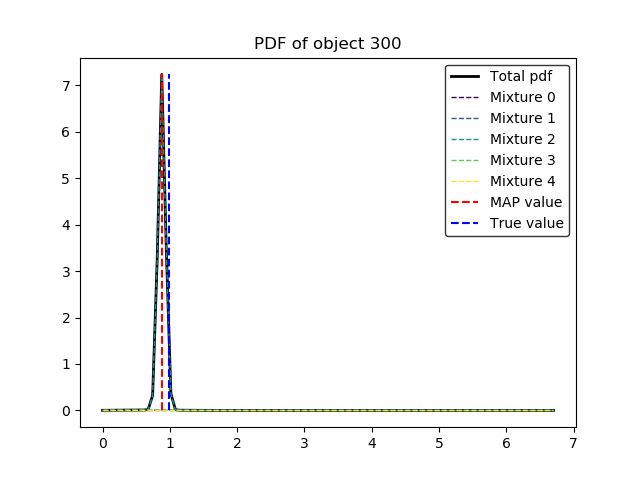 PDF of object 300
Total pdf
Mixture 0
Mixture 1
Mixture 2
Mixture 3
Mixture 4
MAP value
True value
7
6
5
4
3
2
1
0
0 1 2 3 4 5 6 7